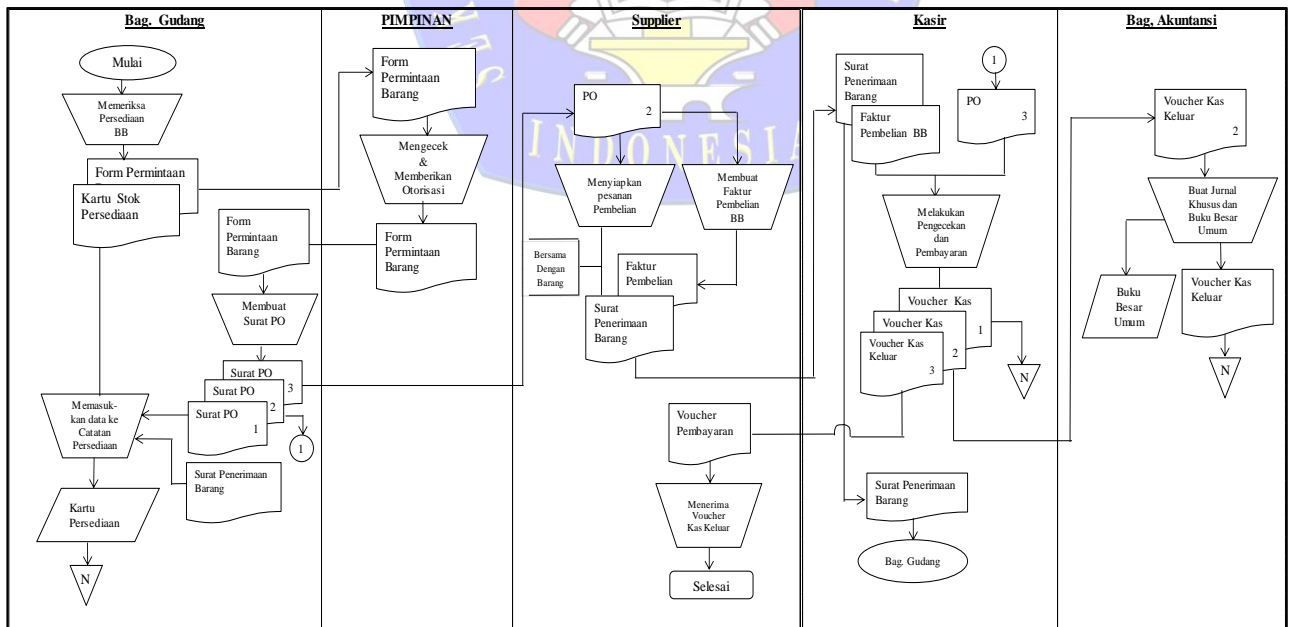 Bag. Gudang
Mulai
Memeriksa
Persediaan
BB
Form Permintaan
Kartu Stok
Persediaan
Form
Permintaan
Barang
Membuat
Surat PO
Surat PO
3
Surat PO
2
Surat PO
1
1
Memasuk-
kan data ke
Catatan
Persediaan
Surat Penerimaan
Barang
Kartu
Persediaan
N
PIMPINAN
Form
Permintaan
Barang
Mengecek
&
Memberikan
Otorisasi
Form
Permintaan
Barang
Supplier
PO
2
Menyiapkan
pesanan
Pembelian
Membuat
Faktur
Pembelian
BB
Bersama
Dengan
Barang
Faktur
Pembelian
Surat
Penerimaan
Barang
Voucher
Pembayaran
Menerima
Voucher
Kas Keluar
Selesai
Kasir
Surat
Penerimaan
Barang
Faktur
Pembelian BB
1
PO
3
Melakukan
Pengecekan
dan
Pembayaran
Voucher Kas
1
Voucher Kas
2
Voucher Kas
Keluar
3
N
Surat Penerimaan
Barang
Bag. Gudang
Bag, Akuntansi
Voucher Kas
Keluar
2
Buat Jurnal
Khusus dan
Buku Besar
Umum
Buku
Besar
Umum
Voucher Kas
Keluar
N
INDONESIA